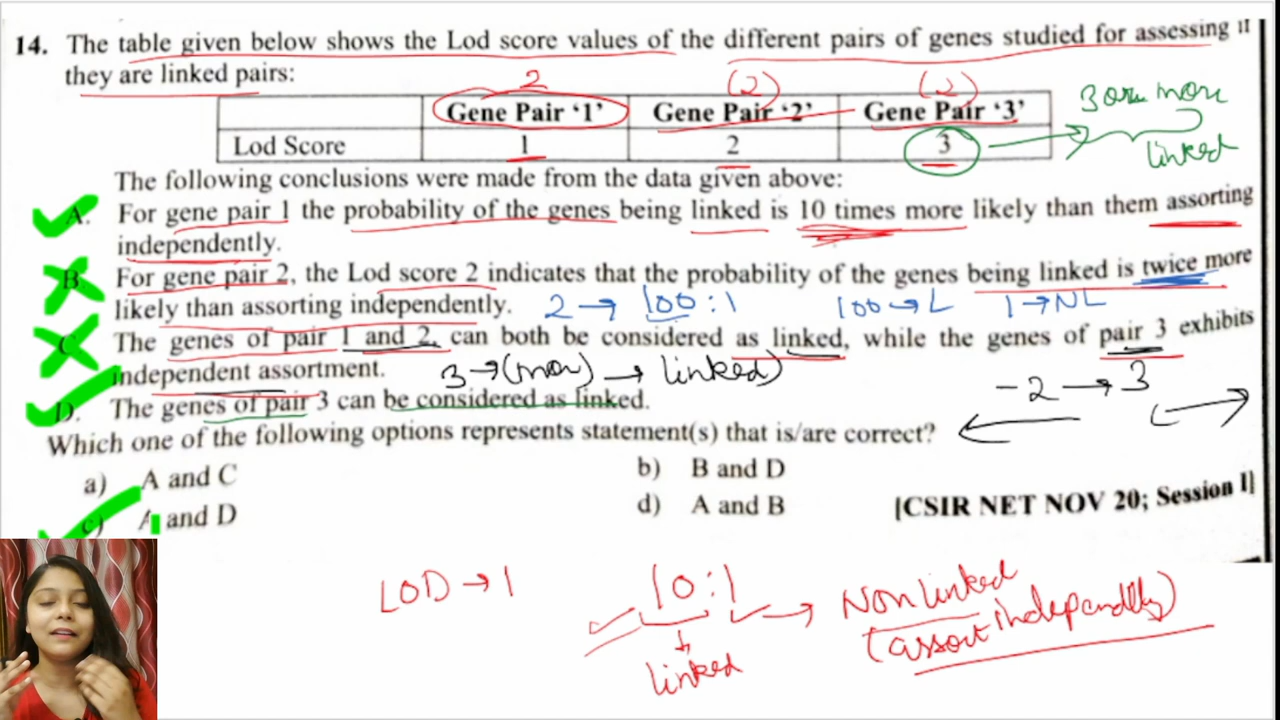 14. The table given below shows the Lod score values of the different pairs of genes studied for assessing if
they are linked pairs:
2 (2) (2)
Gene Pair '1' Gene Pair '2' Gene Pair '3'
3 or more
Lod Score 1 2 3
linked
The following conclusions were made from the data given above:
A. For gene pair 1 the probability of the genes being linked is 10 times more likely than them assorting
independently.
B. For gene pair 2, the Lod score 2 indicates that the probability of the genes being linked is twice more
likely than assorting independently.
2 → 100:1 100→L 1→NL
C. The genes of pair 1 and 2, can both be considered as linked, while the genes of pair 3 exhibits
independent assortment.
3→(more) → linked)
-2 → 3
D. The genes of pair 3 can be considered as linked.
Which one of the following options represents statement(s) that is/are correct?
a) A and C
b) B and D
c) A and D
d) A and B
[CSIR NET NOV 20; Session I]
LOD → 1
10:1 → Non linked
(assort independently)
linked